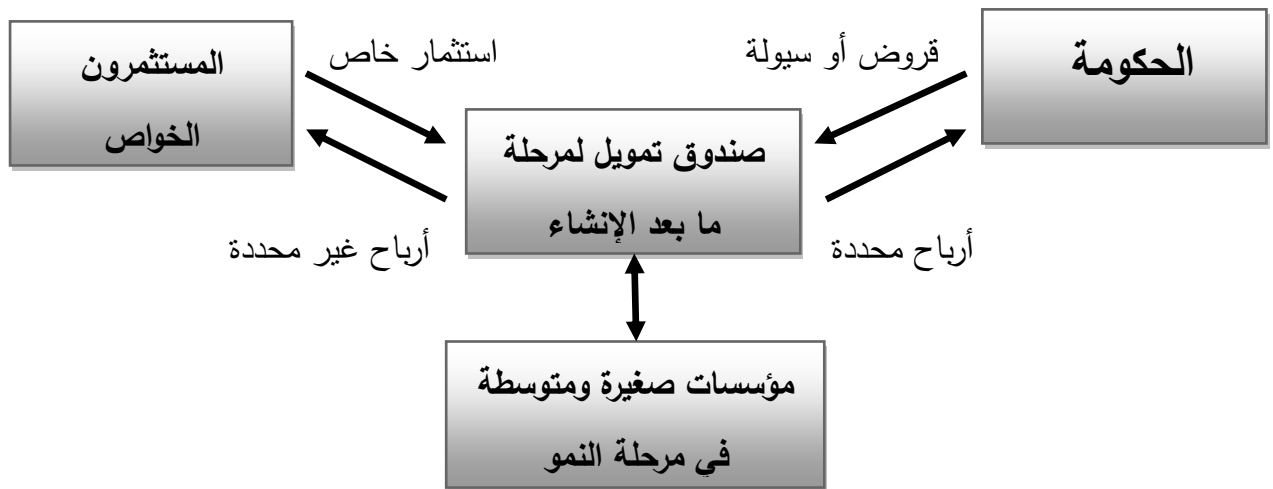 الحكومة
قروض أو سيولة
استثمار خاص
المستثمرون
الخواص
صندوق تمويل لمرحلة
ما بعد الإنشاء
أرباح محددة
أرباح غير محددة
مؤسسات صغيرة ومتوسطة
في مرحلة النمو